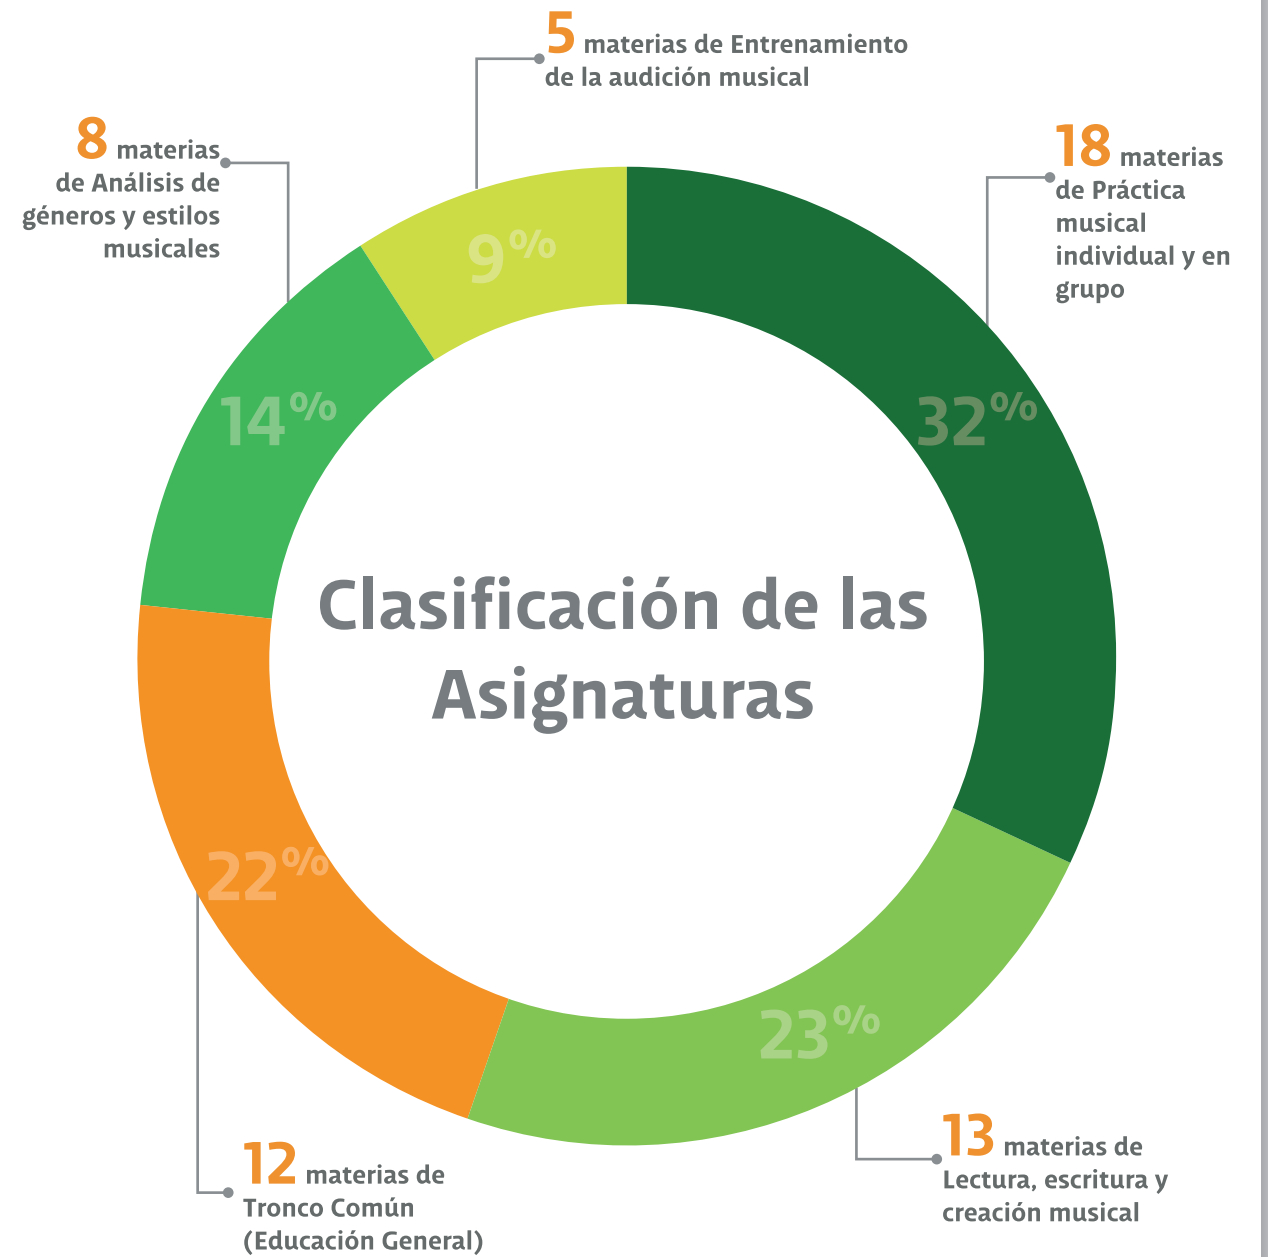 5 materias de Entrenamiento
de la audición musical
8 materias
de Análisis de
géneros y estilos
musicales
18 materias
de Práctica
musical
individual y en
grupo
9%
14%
32%
Clasificación de las
Asignaturas
22%
23%
12 materias de
Tronco Común
(Educación General)
13 materias de
Lectura, escritura y
creación musical